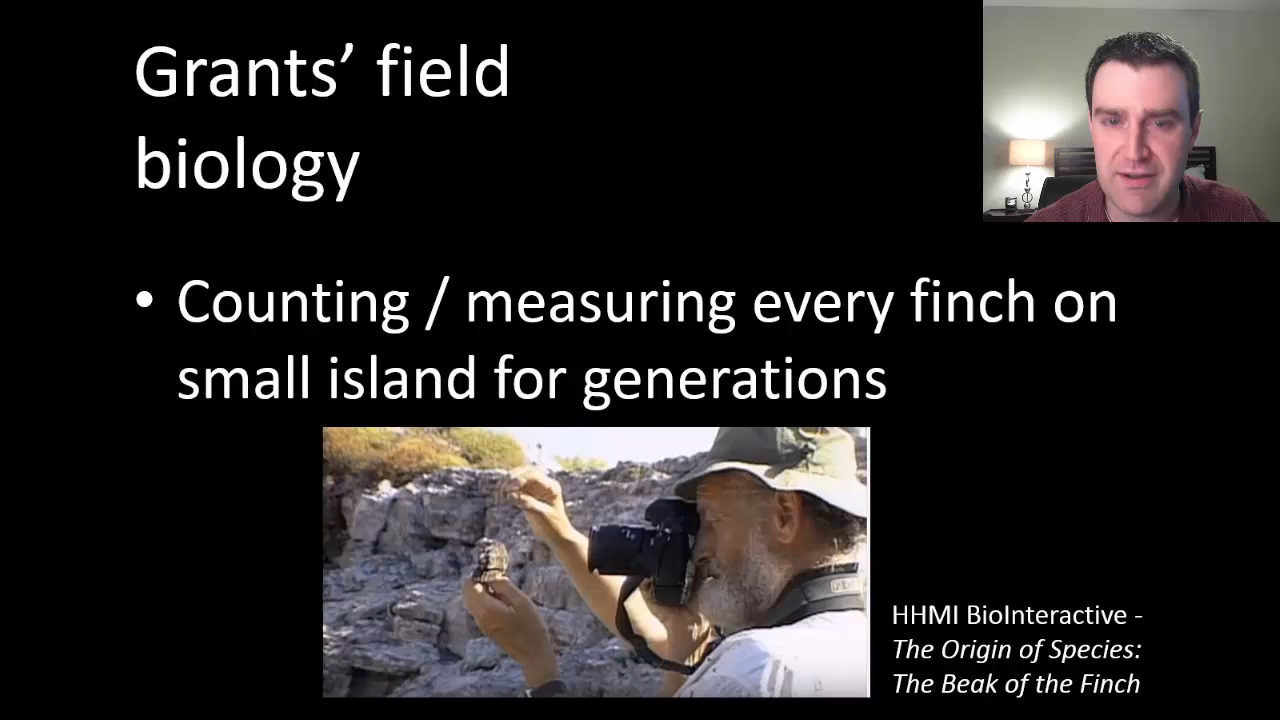 Grants’ field
biology
• Counting / measuring every finch on
small island for generations
HHMI BioInteractive -
The Origin of Species:
The Beak of the Finch